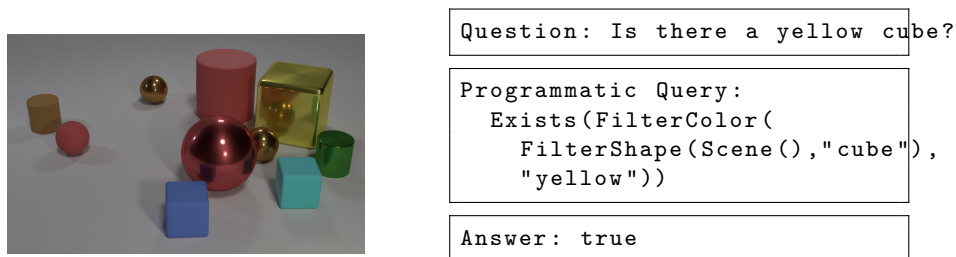 Question: Is there a yellow cube?
Programmatic Query:
Exists(FilterColor(
FilterShape(Scene(),"cube"),
"yellow"))
Answer: true